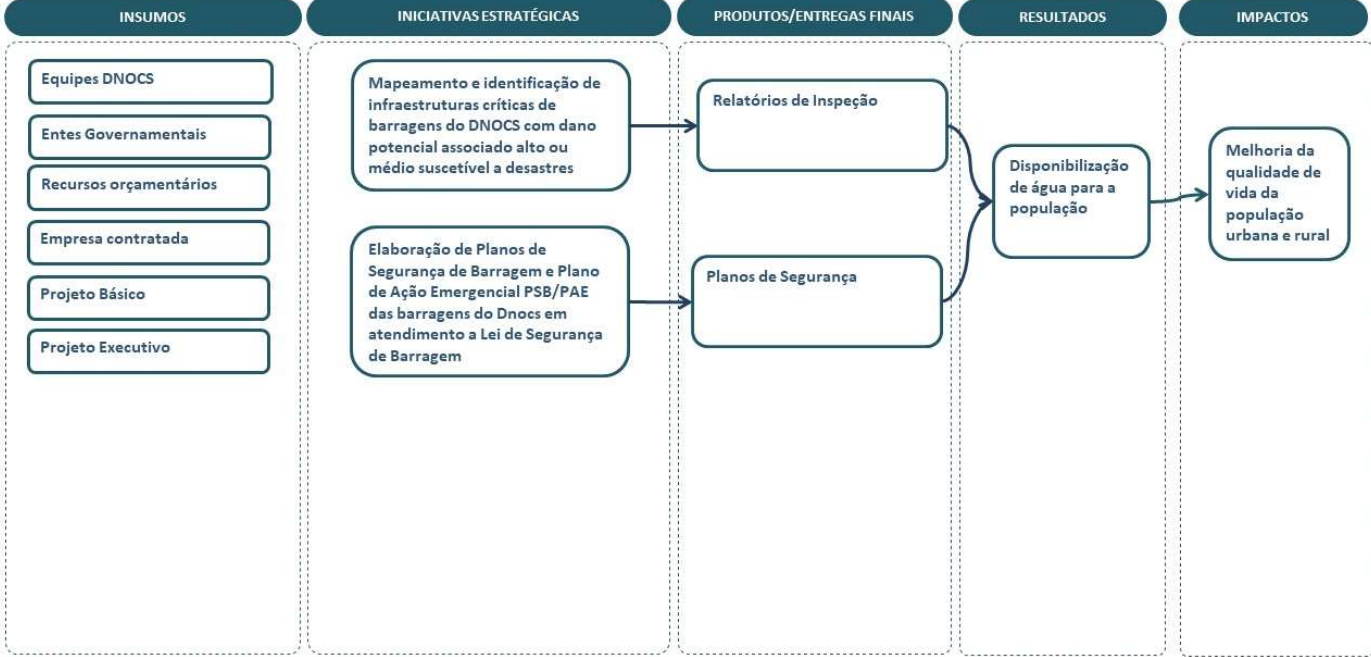 INSUMOS
INICIATIVAS ESTRATÉGICAS
PRODUTOS/ENTREGAS FINAIS
RESULTADOS
IMPACTOS
Equipes DNOCS
Entes Governamentais
Recursos orçamentários
Empresa contratada
Projeto Básico
Projeto Executivo
Mapeamento e identificação de
infraestruturas críticas de
barragens do DNOCS com dano
potencial associado alto ou
médio suscetível a desastres
Elaboração de Planos de
Segurança de Barragem e Plano
de Ação Emergencial PSB/PAE
das barragens do Dnocs em
atendimento a Lei de Segurança
de Barragem
Relatórios de Inspeção
Planos de Segurança
Disponibilização
de água para a
população
Melhoria da
qualidade de
vida da
população
urbana e rural